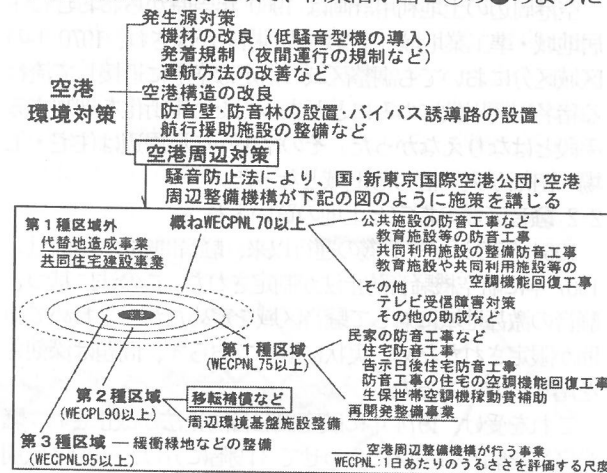 発生源対策
機材の改良（低騒音型機の導入）
発着規制（夜間運行の規制など）
運航方法の改善など
空港環境対策
空港構造の改良
防音壁・防音林の設置・バイパス誘導路の設置
航行援助施設の整備など
空港周辺対策
騒音防止法により、国・新東京国際空港公団・空港
周辺整備機構が下記の図のように施策を講じる
第１種区域外
代替地造成事業
共同住宅建設事業
概ねWECPNL70以上
公共施設の防音工事など
教育施設等の防音工事
共同利用施設の整備防音工事
教育施設や共同利用施設等の
空調機能回復工事
その他
テレビ受信障害対策
その他の助成など
第１種区域
(WECPNL75以上)
民家の防音工事など
住宅防音工事
告示日後住宅防音工事
防音工事の住宅の空調機能回復工事
生保世帯空調機稼動費補助
再開発整備事業
第２種区域
(WECPL90以上)
移転補償など
周辺環境基盤施設整備
第３種区域 ― 緩衝緑地などの整備
(WECPNL95以上)
空港周辺整備機構が行う事業
WECPNL：1日あたりのうるささを評価する尺度